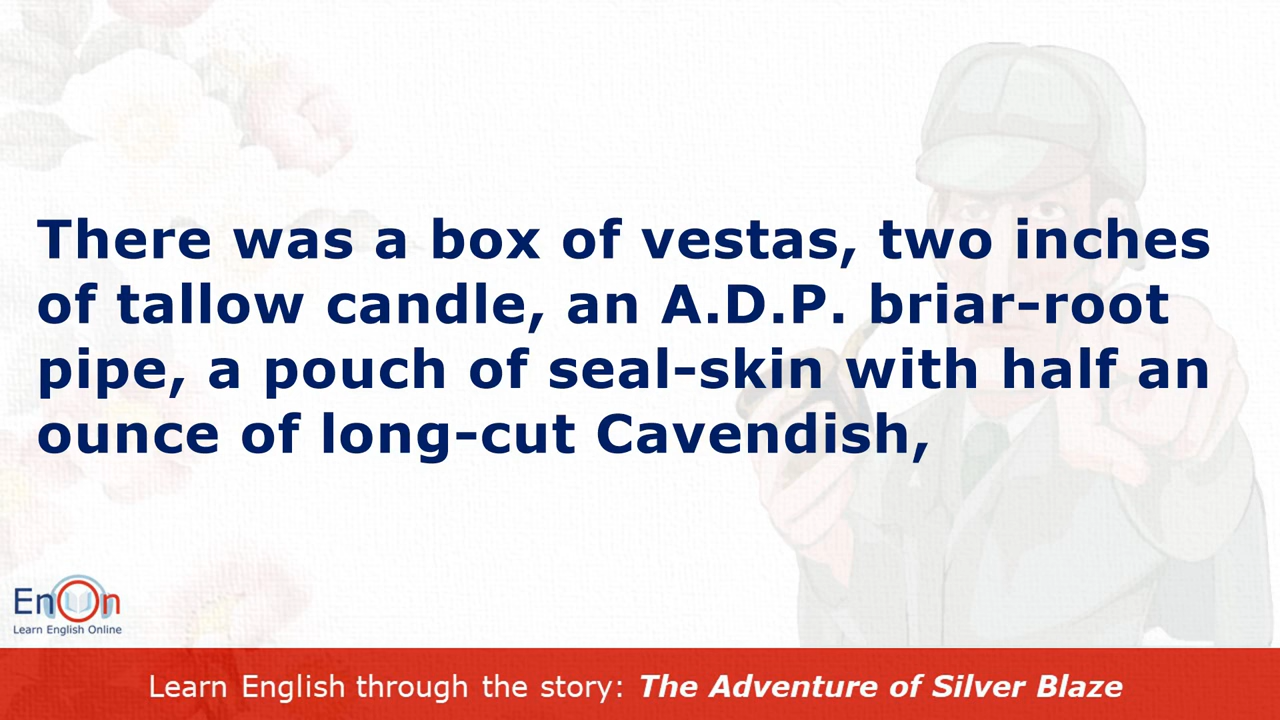 There was a box of vestas, two inches
of tallow candle, an A.D.P. briar-root
pipe, a pouch of seal-skin with half an
ounce of long-cut Cavendish,
EnOn
Learn English Online
Learn English through the story: The Adventure of Silver Blaze